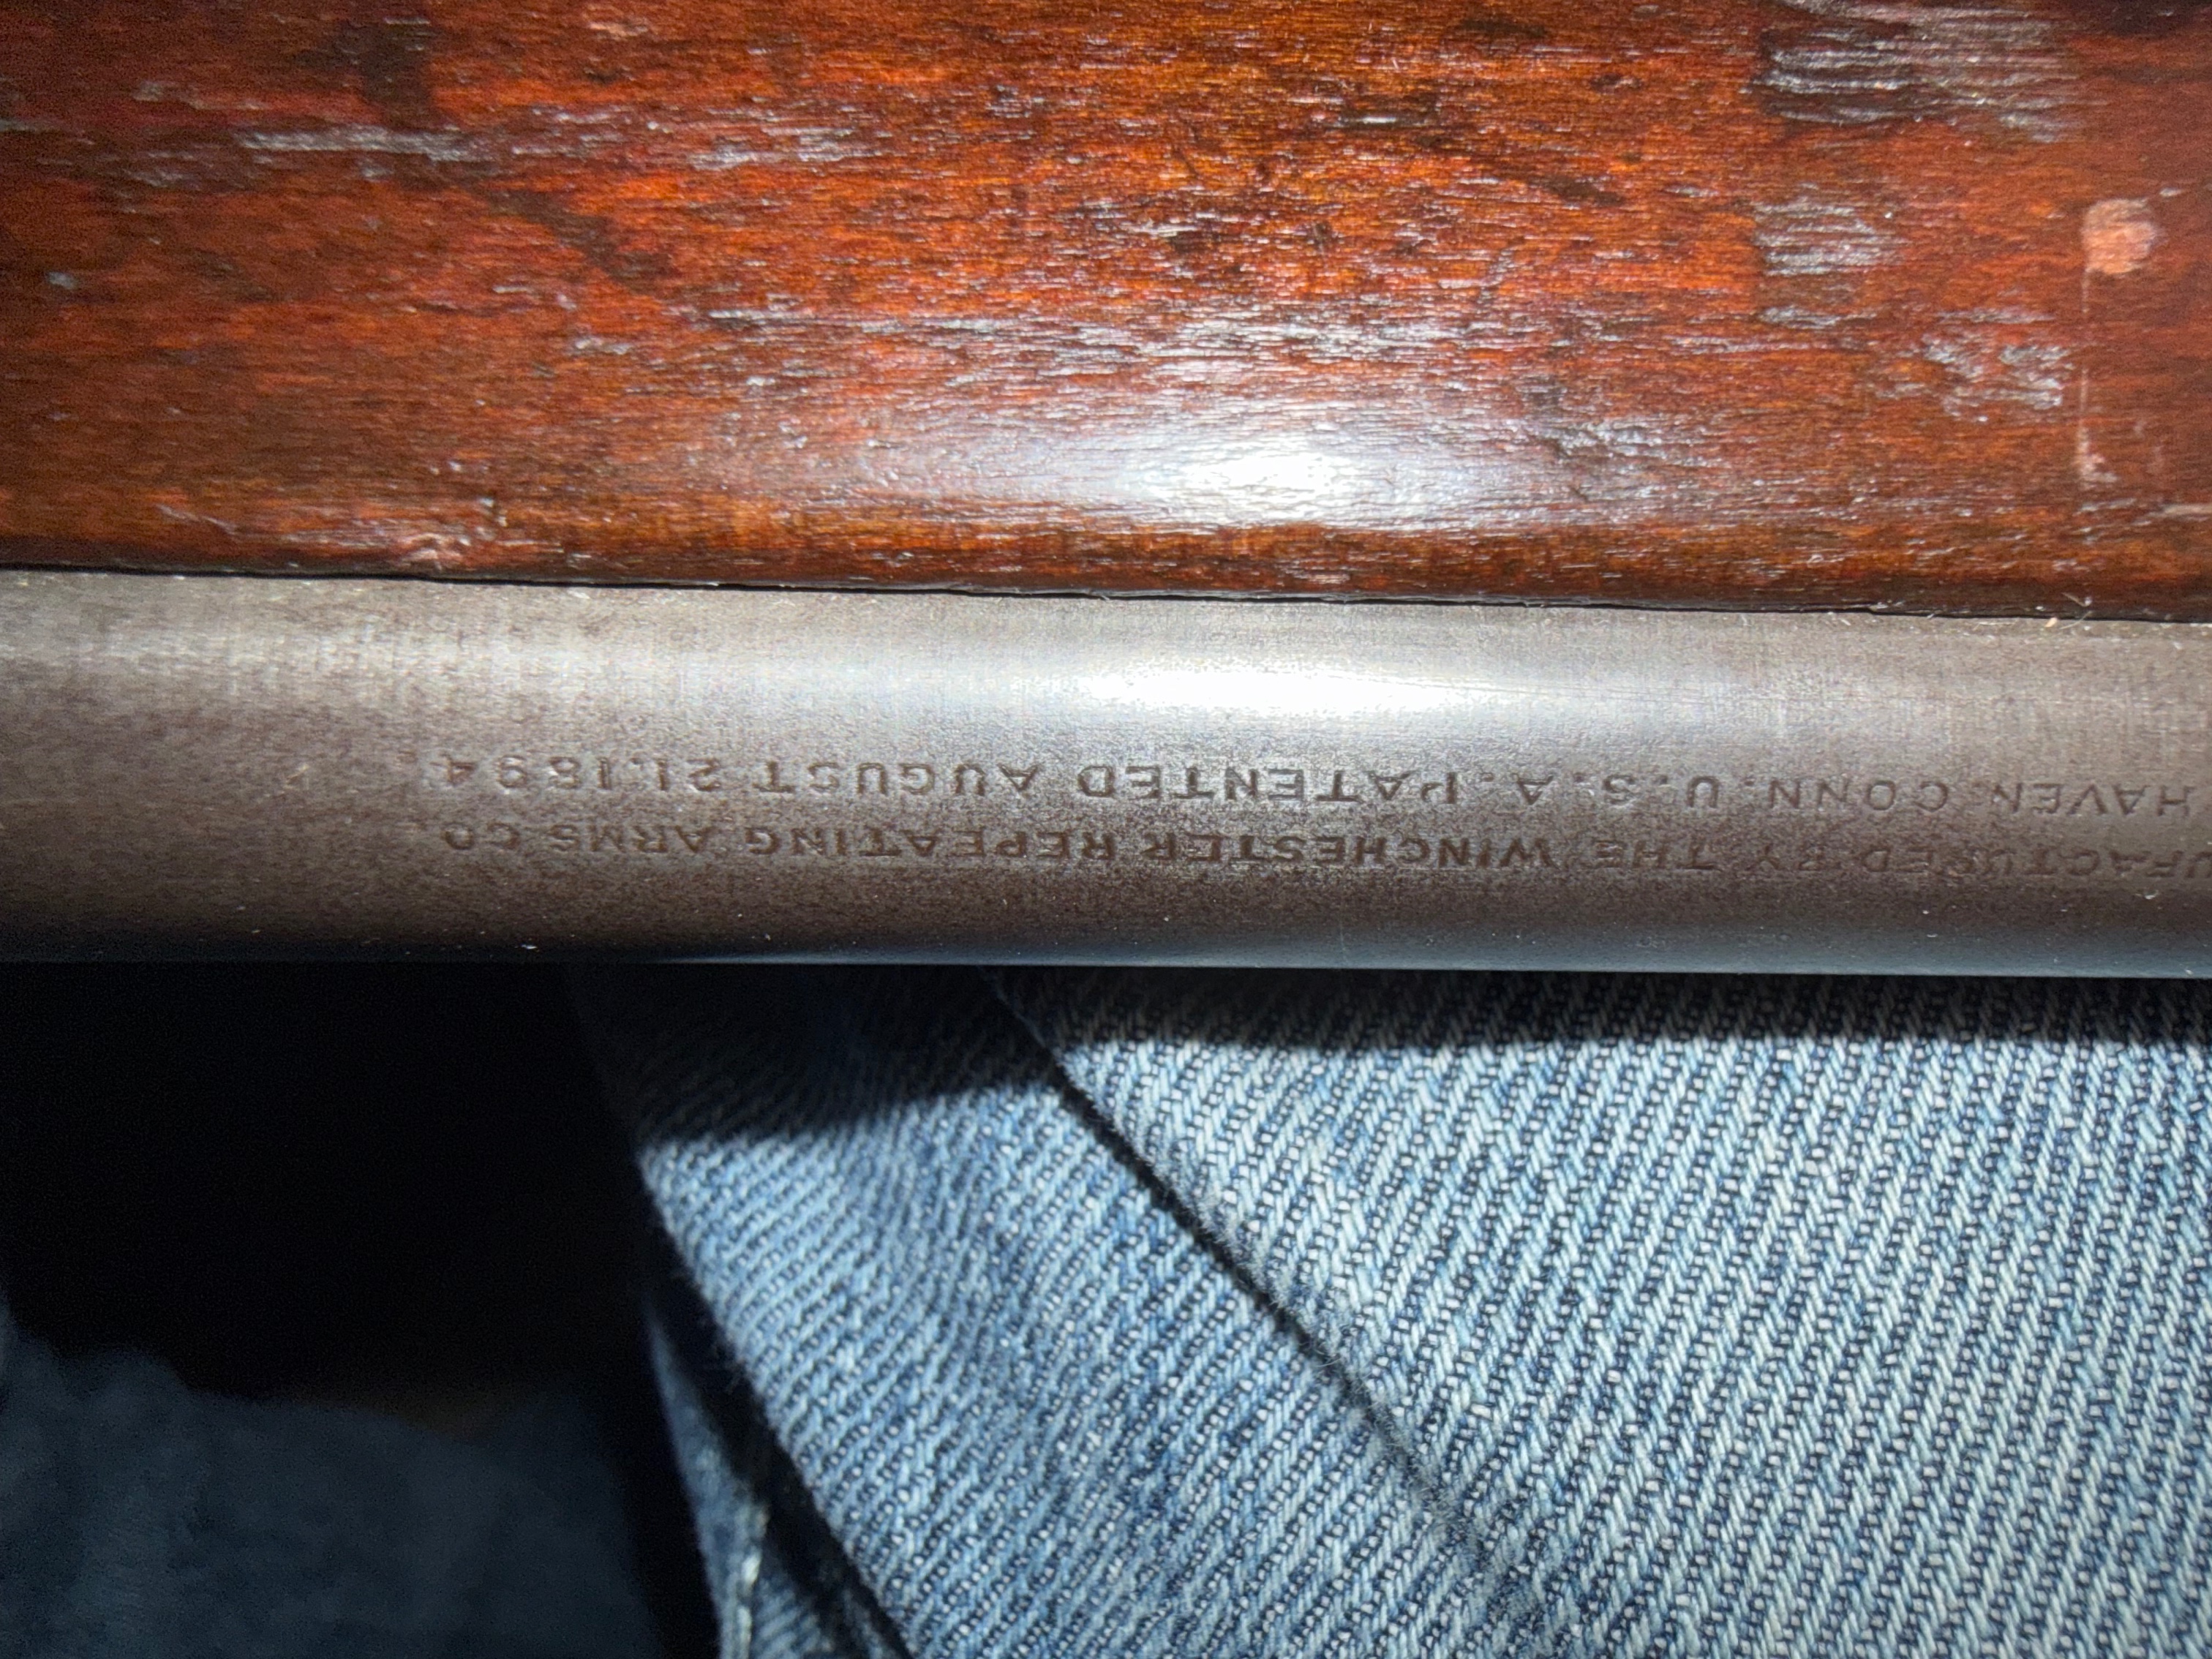 UFACTURED BY THE WINCHESTER REPEATING ARMS CO.
HAVEN. CONN. U.S.A. PATENTED AUGUST 21.1894.